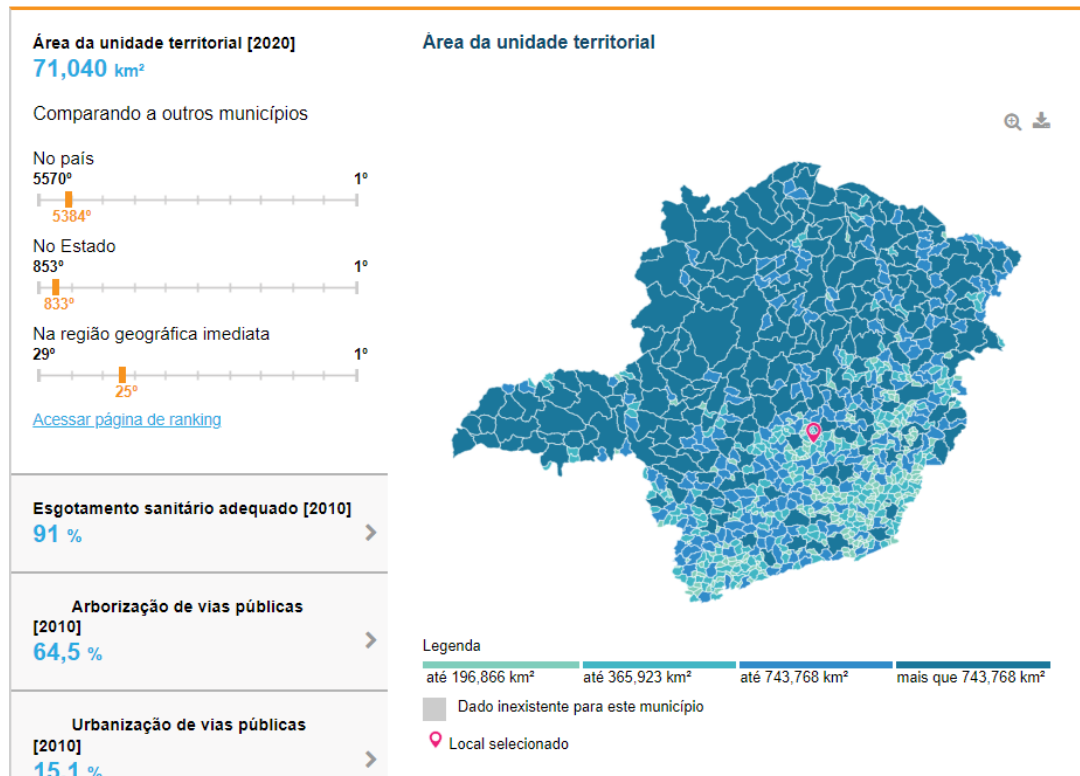 Área da unidade territorial [2020]
71,040 km²
Comparando a outros municípios
No país
5570º 1º
5384º
No Estado
853º 1º
833º
Na região geográfica imediata
29º 1º
25º
Acessar página de ranking
Esgotamento sanitário adequado [2010]
91 %
Arborização de vias públicas
[2010]
64,5 %
Urbanização de vias públicas
[2010]
15,1 %
Área da unidade territorial
Legenda
até 196,866 km² até 365,923 km² até 743,768 km² mais que 743,768 km²
Dado inexistente para este município
Local selecionado